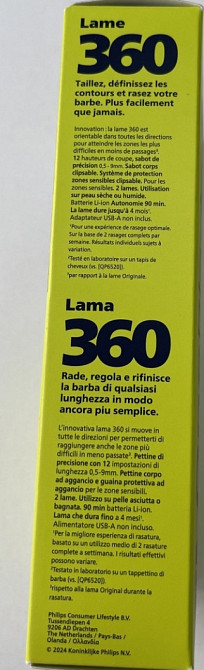 Lame
360
Taillez, définissez les
contours et rasez votre
barbe. Plus facilement
que jamais.
Innovation : la lame 360 est
orientable dans toutes les directions
pour atteindre les zones les plus
difficiles en moins de passages².
12 hauteurs de coupe, sabot de
précision 0,5 - 9mm. Sabot corps
clipsable. Système de protection
zones sensibles clipsable. Pour les
zones sensibles. 2 lames. Utilisation
sur peau sèche ou humide.
Batterie Li-ion Autonomie 90 min.
La lame dure jusqu'à 4 mois¹.
Adaptateur USB-A non inclus.
¹Pour une expérience de rasage optimale.
Sur la base de 2 rasages complets par
semaine. Résultats individuels sujets à
variation.
²Testé en laboratoire sur un tapis de
cheveux (vs. [QP6520]).
³par rapport à la lame Originale.
Lama
360
Rade, regola e rifinisce
la barba di qualsiasi
lunghezza in modo
ancora piu semplice.
L'innovativa lama 360 si muove in
tutte le direzioni per permetterti di
raggiungere anche le zone più
difficili in meno passate². Pettine di
precisione con 12 impostazioni di
lunghezza 0,5-9mm. Pettine corpo
ad aggancio e guaina protettiva ad
aggancio per le zone sensibili.
2 lame. Utilizzo su pelle asciutta o
bagnata. 90 min batteria Li-ion.
Lama che dura fino a 4 mesi¹.
Alimentatore USB-A non incluso.
¹Per la migliore esperienza di rasatura,
basato su un utilizzo medio di 2 rasature
complete a settimana. I risultati effettivi
possono variare.
²Testato in laboratorio su un tappetino di
barba (vs. [QP6520]).
³rispetto alla lama Original durante la
rasatura.
Philips Consumer Lifestyle B.V.
Tussendiepen 4
9206 AD Drachten
The Netherlands / Pays-Bas /
Olanda / Ολλανδία
© 2024 Koninklijke Philips N.V.